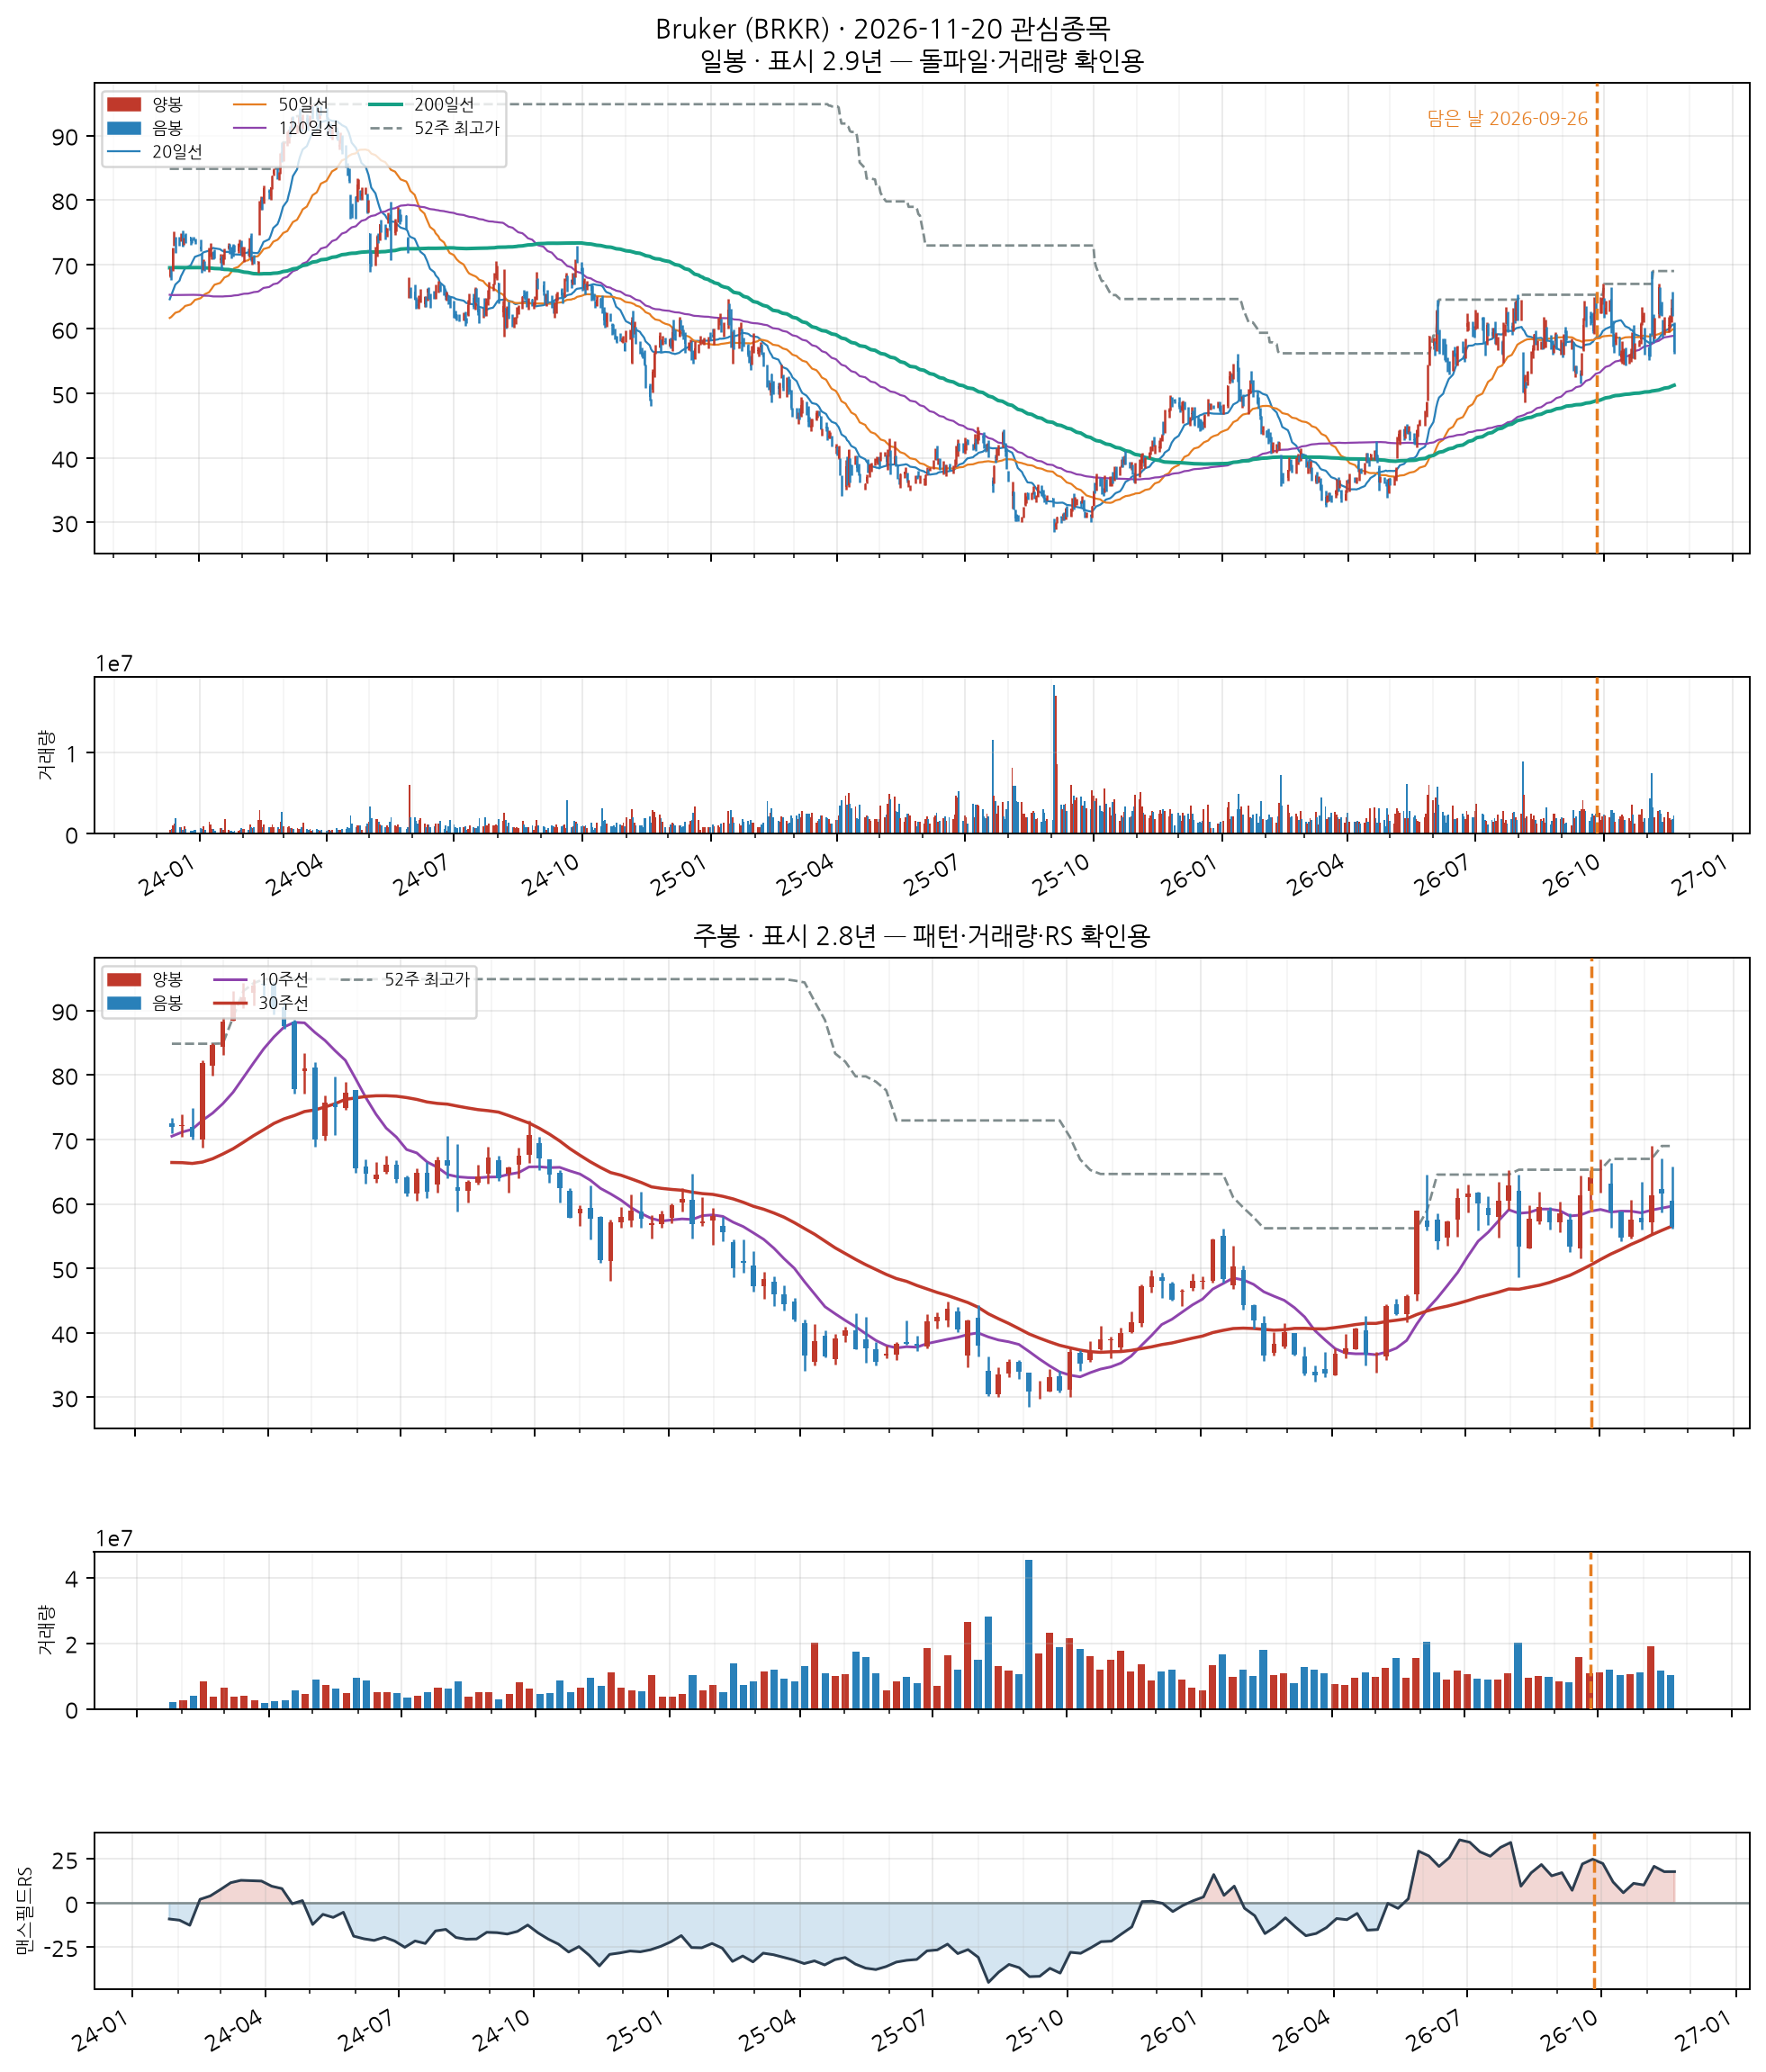 Bruker (BRKR) · 2026-11-20 관심종목
일봉 · 표시 2.9년 — 돌파일·거래량 확인용
양봉 50일선 200일선
음봉 120일선 52주 최고가
20일선
담은 날 2026-09-26
90
80
70
60
50
40
30
1e7
거래량
1
0
24-01 24-04 24-07 24-10 25-01 25-04 25-07 25-10 26-01 26-04 26-07 26-10 27-01
주봉 · 표시 2.8년 — 패턴·거래량·RS 확인용
양봉 10주선 52주 최고가
음봉 30주선
90
80
70
60
50
40
30
1e7
거래량
4
2
0
맨스필드RS
25
0
-25
24-01 24-04 24-07 24-10 25-01 25-04 25-07 25-10 26-01 26-04 26-07 26-10 27-01